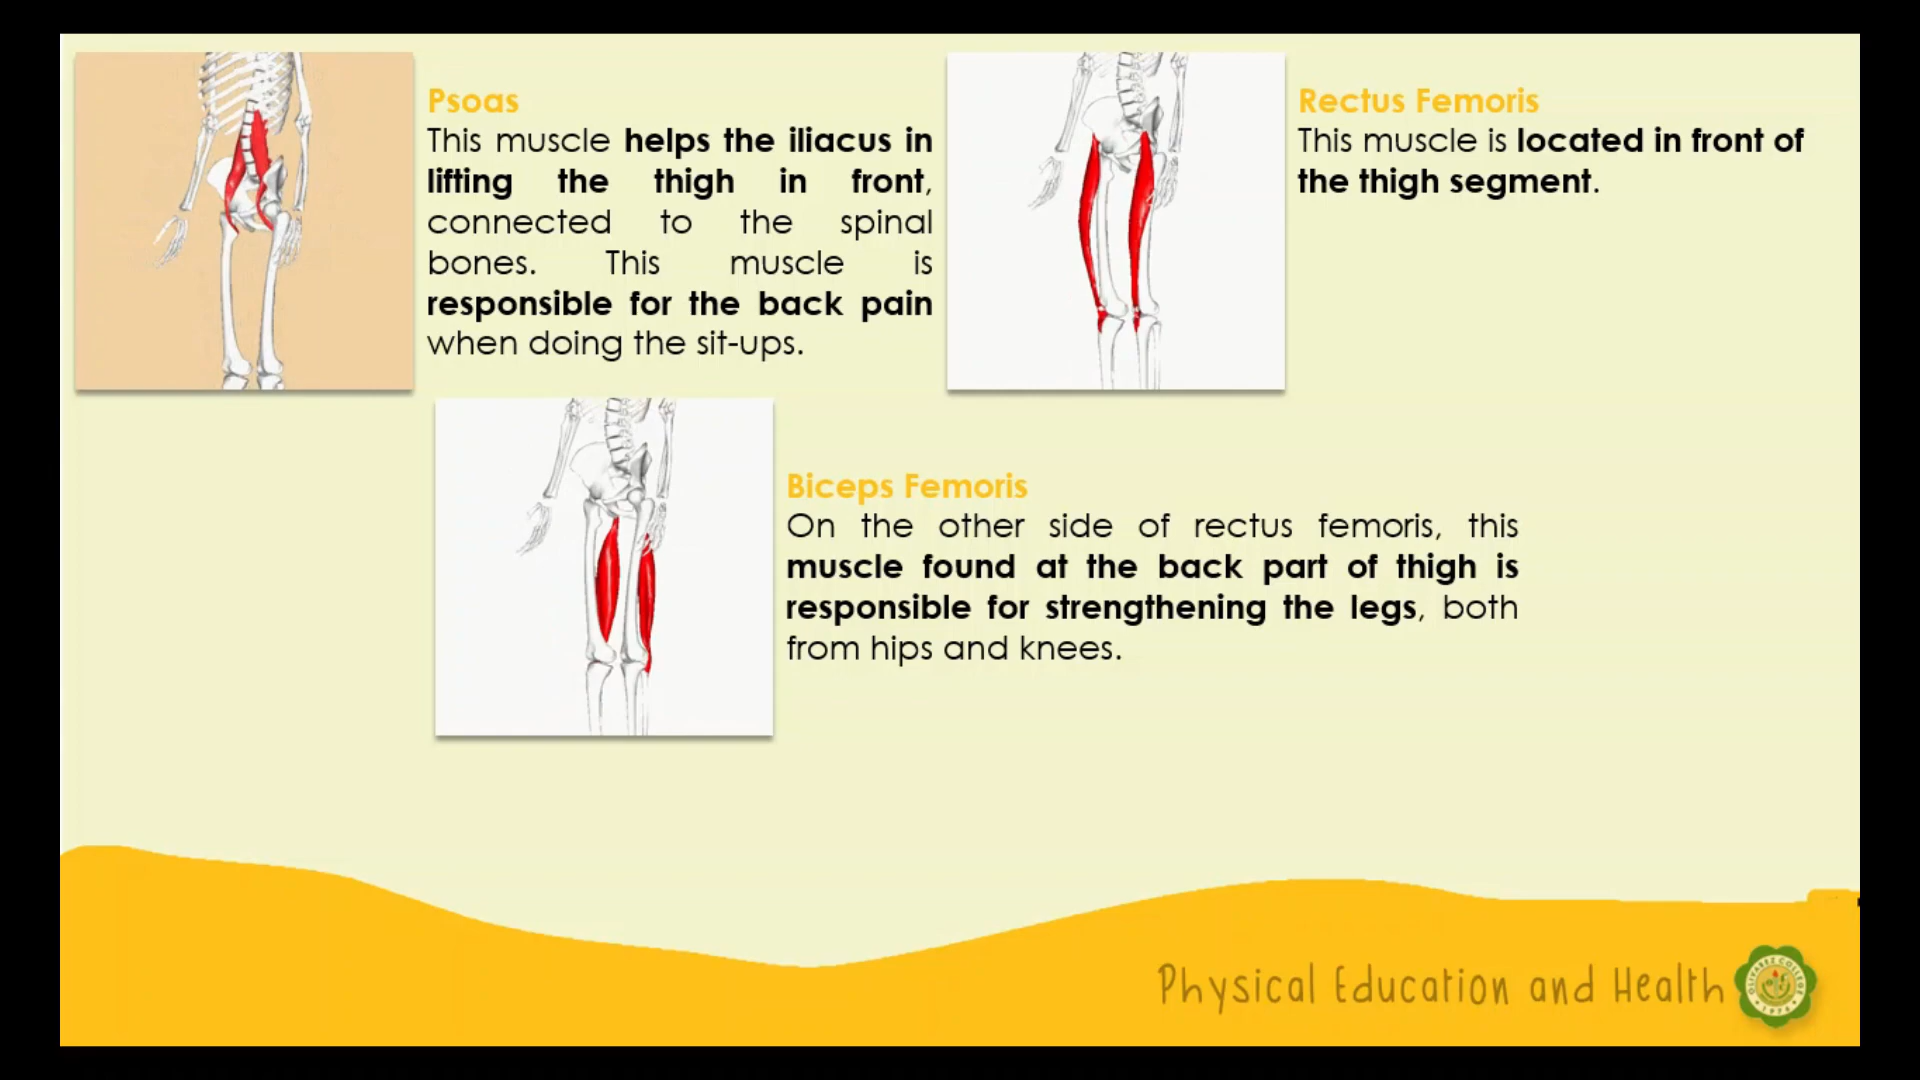 Psoas
This muscle helps the iliacus in
lifting the thigh in front,
connected to the spinal
bones. This muscle is
responsible for the back pain
when doing the sit-ups.
Rectus Femoris
This muscle is located in front of
the thigh segment.
Biceps Femoris
On the other side of rectus femoris, this
muscle found at the back part of thigh is
responsible for strengthening the legs, both
from hips and knees.
Physical Education and Health
OLIVAREZ COLLEGE
1976